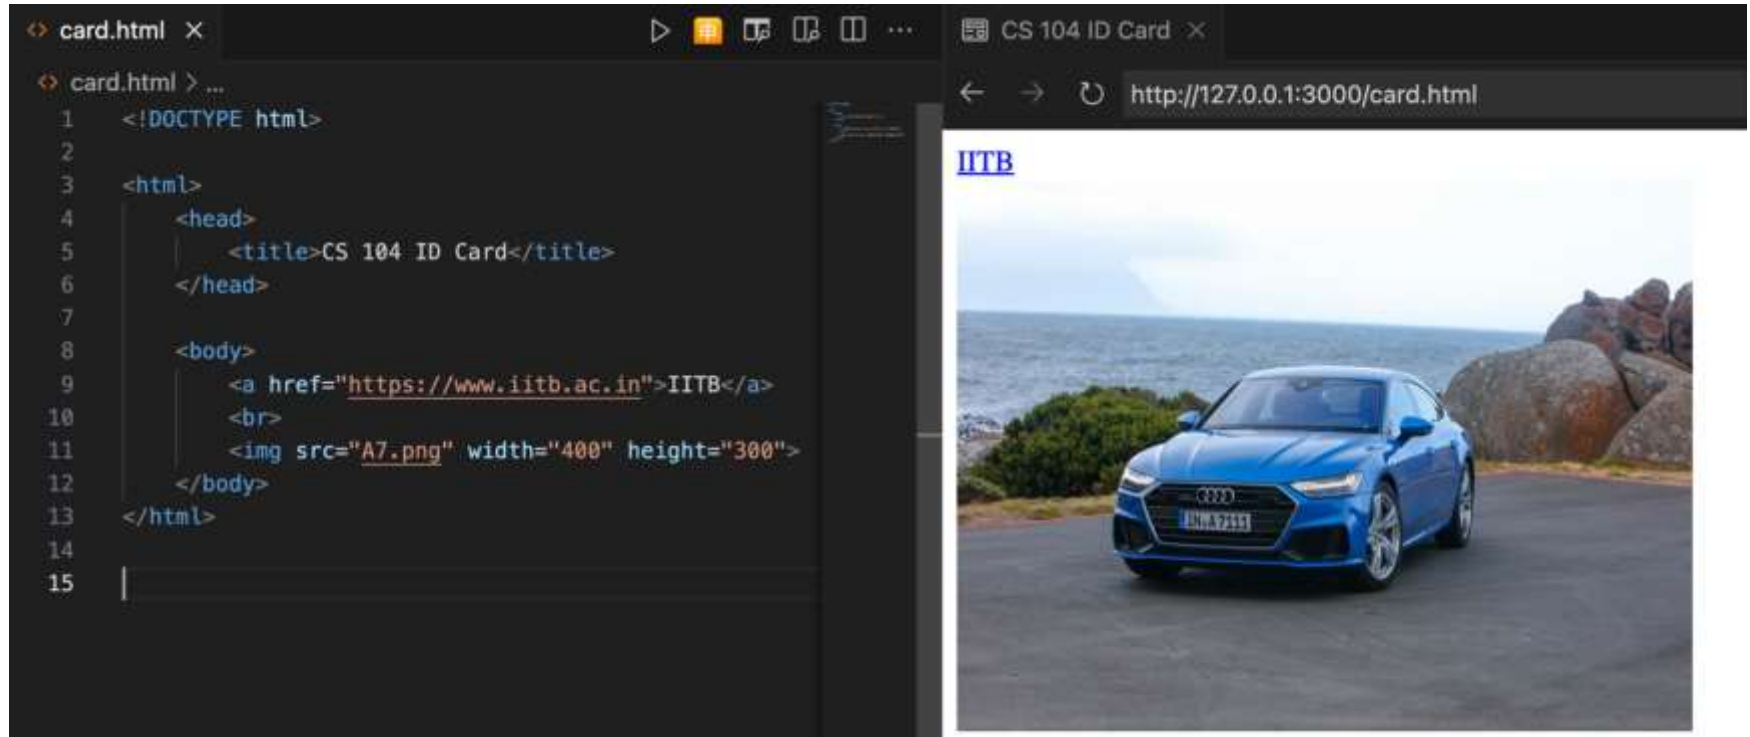 card.html
card.html > ...
1 <!DOCTYPE html>
2
3 <html>
4 <head>
5 <title>CS 104 ID Card</title>
6 </head>
7
8 <body>
9 <a href="https://www.iitb.ac.in">IITB</a>
10 <br>
11 <img src="A7.png" width="400" height="300">
12 </body>
13 </html>
14
15
CS 104 ID Card
http://127.0.0.1:3000/card.html
IITB
IN·A 7111